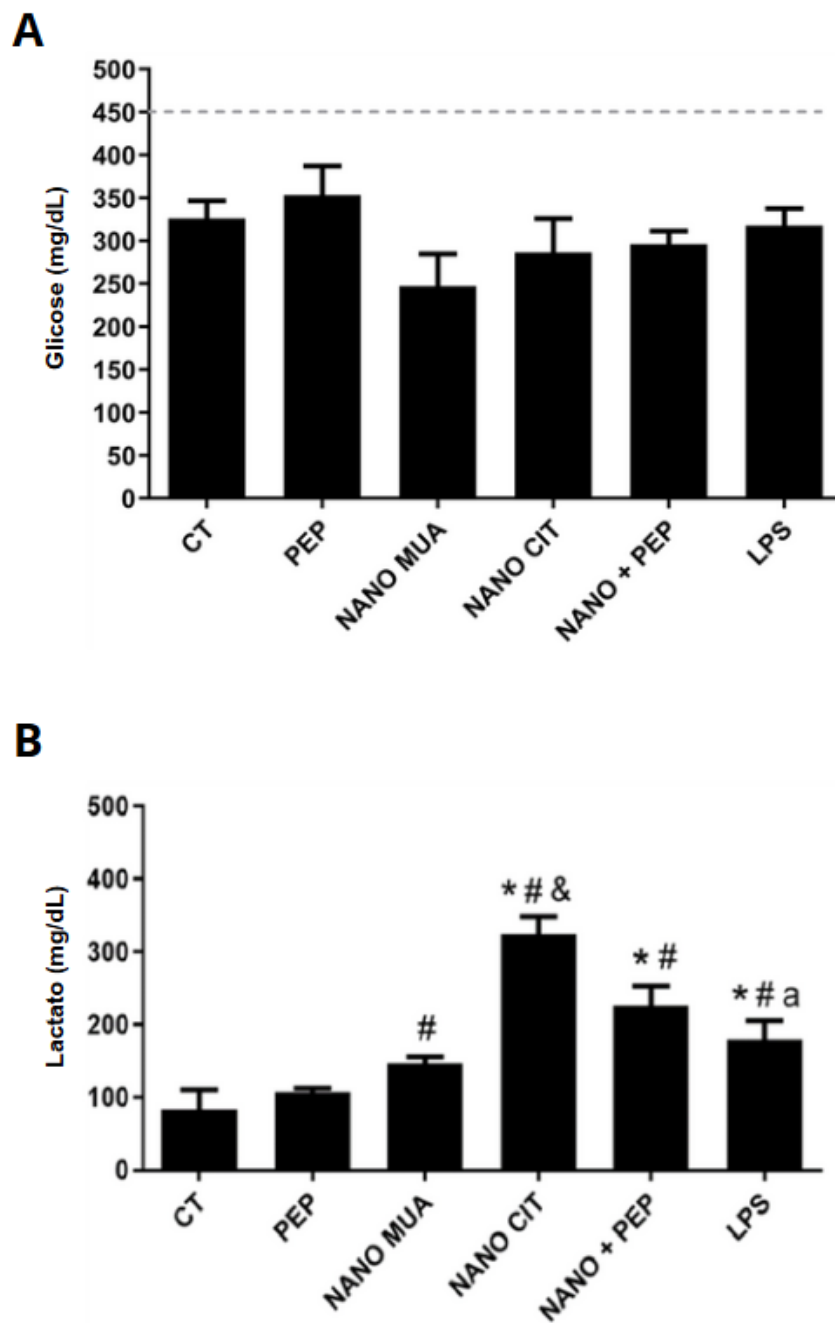 A
500
450
400
350
300
250
200
150
100
50
0
Glicose (mg/dL)
CT
PEP
NANO MUA
NANO CIT
NANO + PEP
LPS
B
500
400
300
200
100
0
Lactato (mg/dL)
#
* # &
* #
* # a
CT
PEP
NANO MUA
NANO CIT
NANO + PEP
LPS